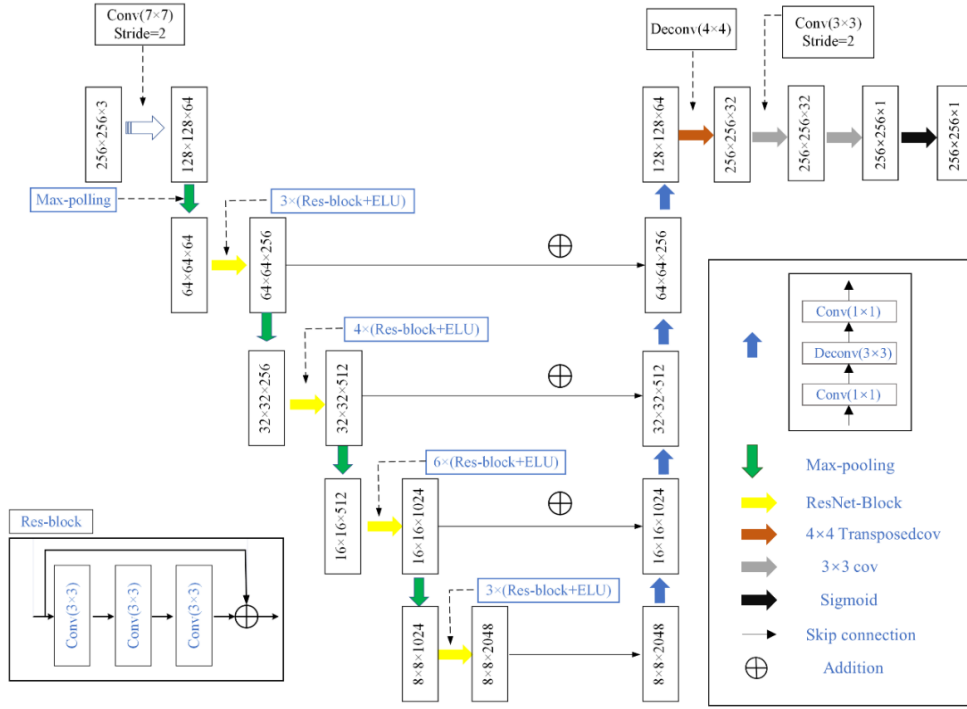 Conv(7×7)
Stride=2
Deconv(4×4)
Conv(3×3)
Stride=2
256×256×3
128×128×64
128×128×64
256×256×32
256×256×32
256×256×1
256×256×1
Max-polling
3×(Res-block+ELU)
64×64×64
64×64×256
64×64×256
4×(Res-block+ELU)
32×32×256
32×32×512
32×32×512
6×(Res-block+ELU)
16×16×512
16×16×1024
16×16×1024
3×(Res-block+ELU)
8×8×1024
8×8×2048
8×8×2048
Res-block
Conv(3×3)
Conv(3×3)
Conv(3×3)
Conv(1×1)
Deconv(3×3)
Conv(1×1)
Max-pooling
ResNet-Block
4×4 Transposedcov
3×3 cov
Sigmoid
Skip connection
Addition